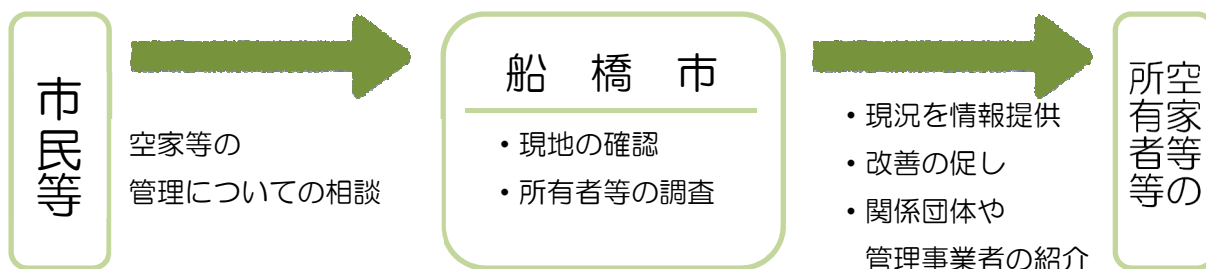 市民等
空家等の
管理についての相談
船橋市
・現地の確認
・所有者等の調査
・現況を情報提供
・改善の促し
・関係団体や
管理事業者の紹介
空家等の
所有者等